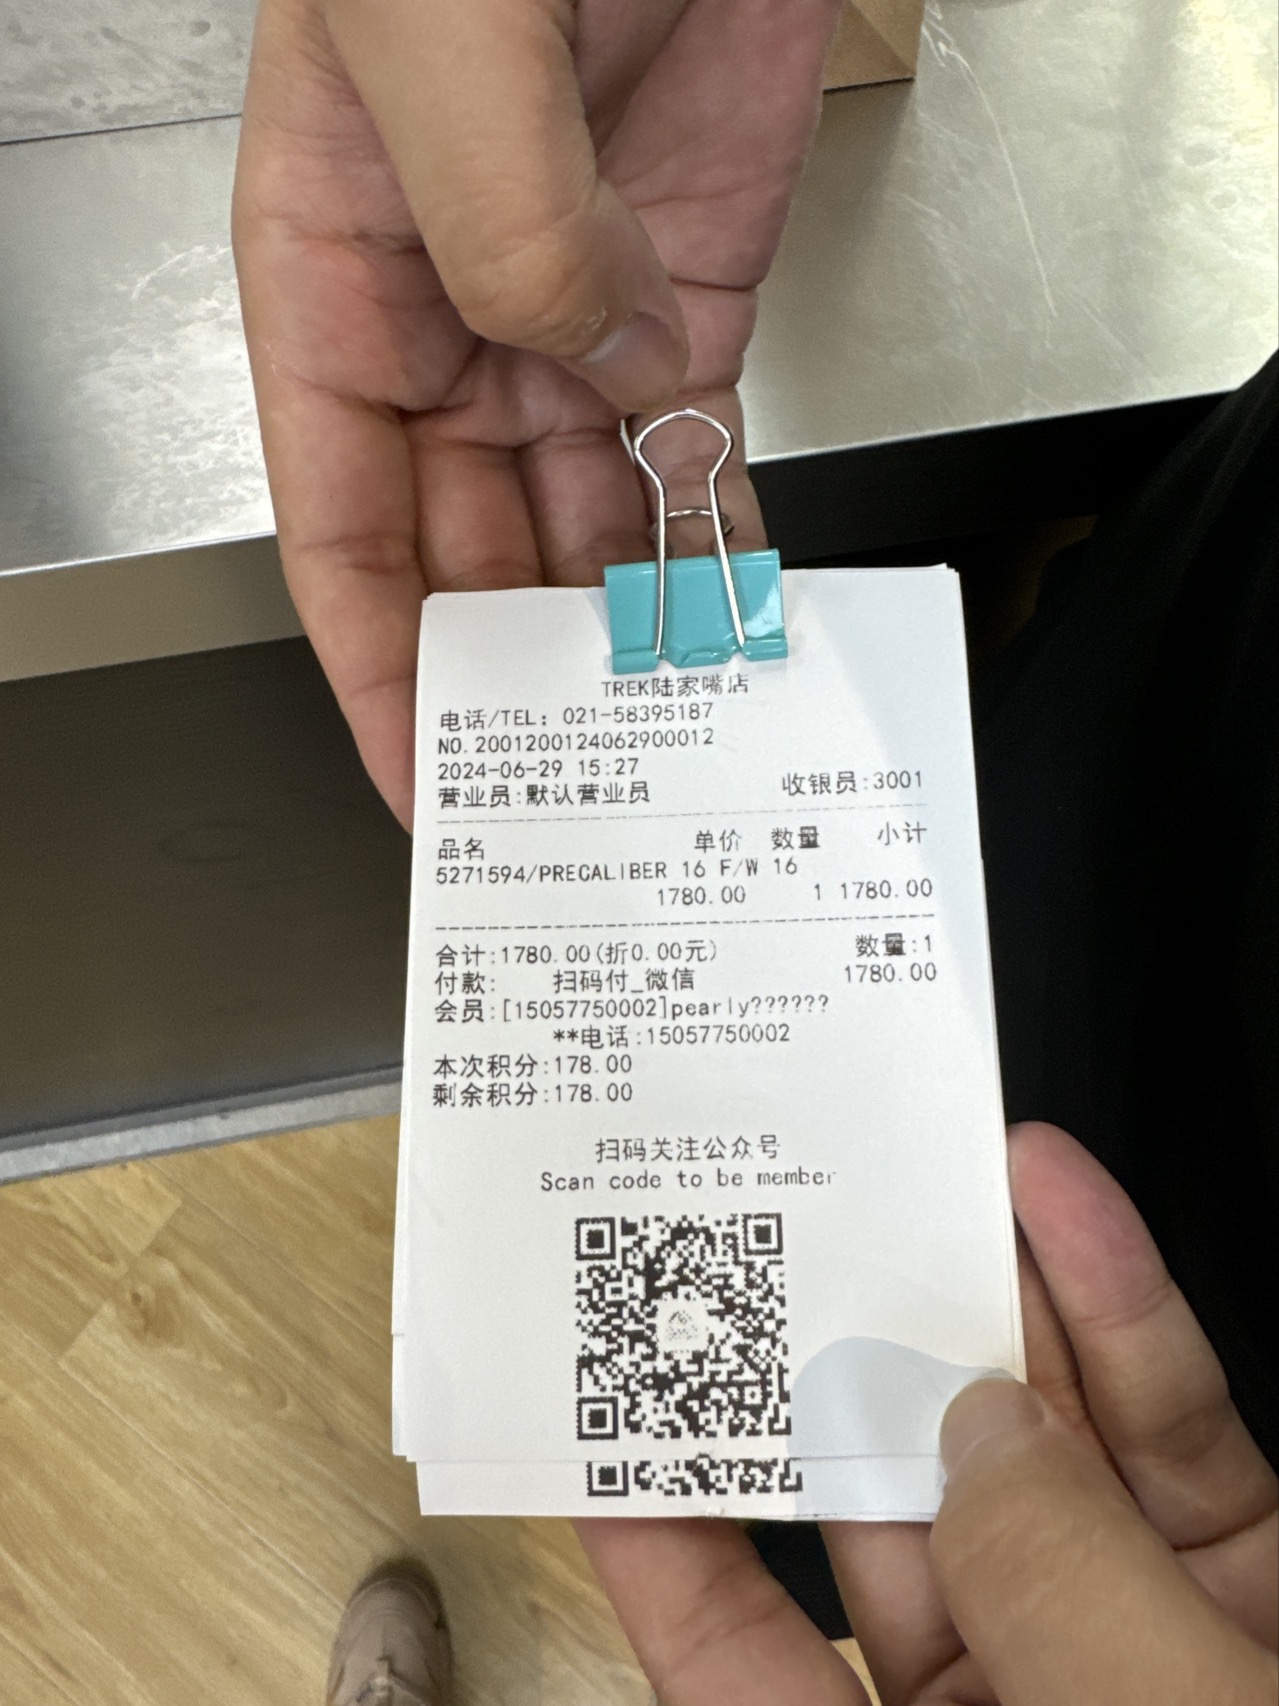 TREK陆家嘴店
电话/TEL: 021-58395187
NO.2001200124062900012
2024-06-29 15:27
营业员:默认营业员 收银员:3001
品名 单价 数量 小计
5271594/PRECALIBER 16 F/W 16
1780.00 1 1780.00
合计:1780.00(折0.00元) 数量:1
付款: 扫码付_微信 1780.00
会员:[15057750002]pearly??????
**电话:15057750002
本次积分:178.00
剩余积分:178.00
扫码关注公众号
Scan code to be member